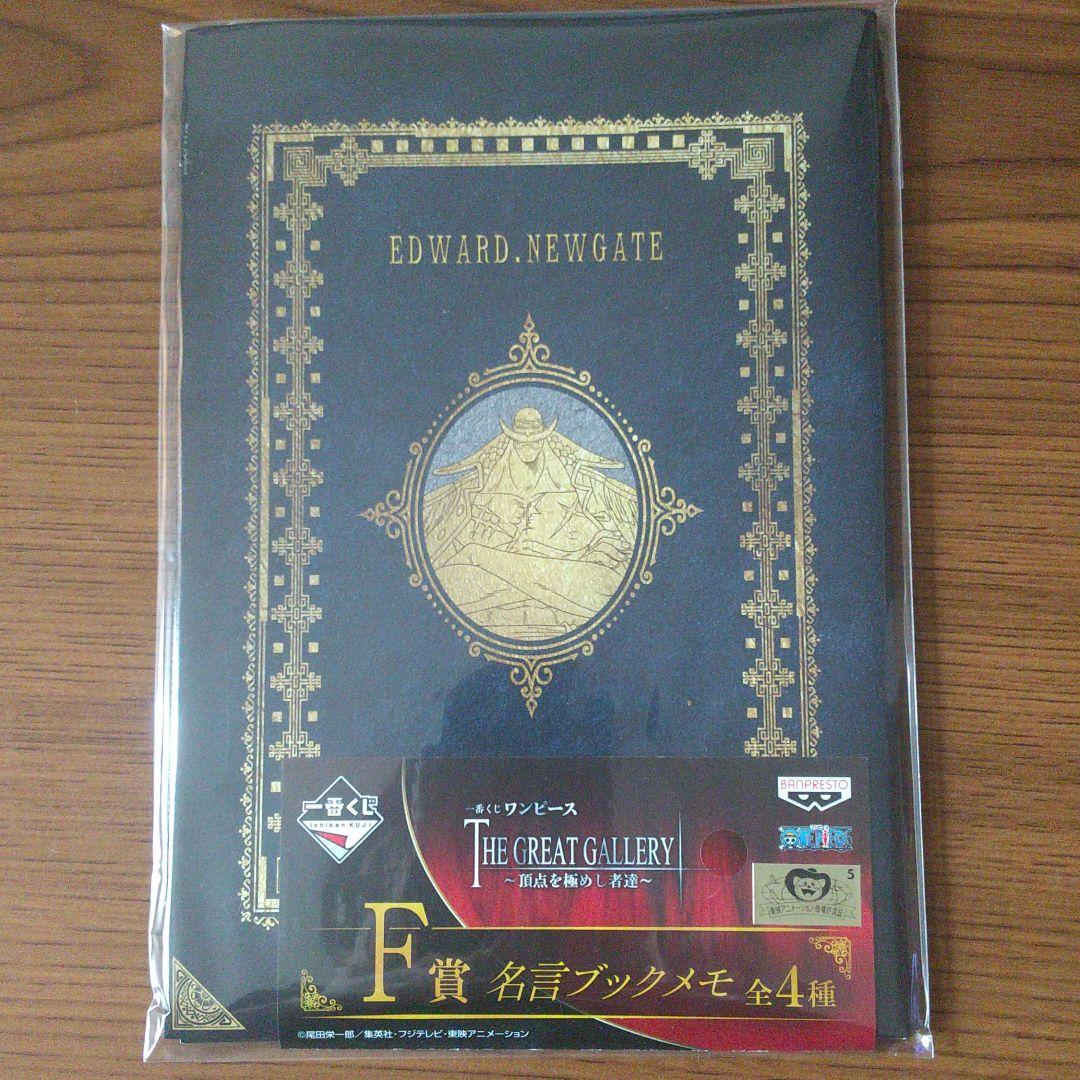 EDWARD.NEWGATE
一番くじ
Ichiban KUJI
一番くじ ワンピース
THE GREAT GALLERY
～頂点を極めし者達～
BANPRESTO
ONE PIECE
5
F賞 名言ブックメモ 全4種
©尾田栄一郎／集英社・フジテレビ・東映アニメーション